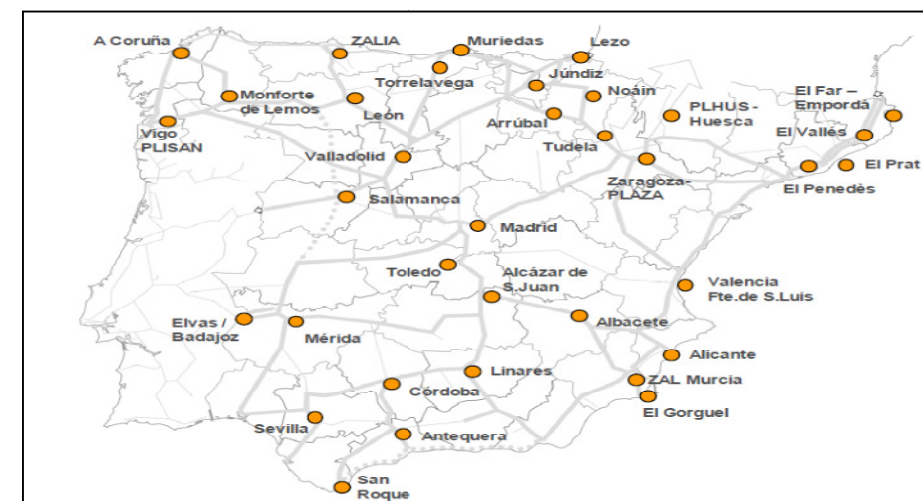 A Coruña
ZALIA
Muriedas
Lezo
Torrelavega
Júndiz
Monforte
de Lemos
León
Noáin
Arrúbal
PLHUS -
Huesca
El Far –
Empordà
Vigo
PLISAN
Valladolid
Tudela
El Vallés
El Prat
Zaragoza-
PLAZA
El Penedès
Salamanca
Madrid
Toledo
Alcázar de
S.Juan
Valencia
Fte.de S.Luis
Elvas /
Badajoz
Mérida
Albacete
Alicante
Linares
ZAL Murcia
Córdoba
El Gorguel
Sevilla
Antequera
San
Roque